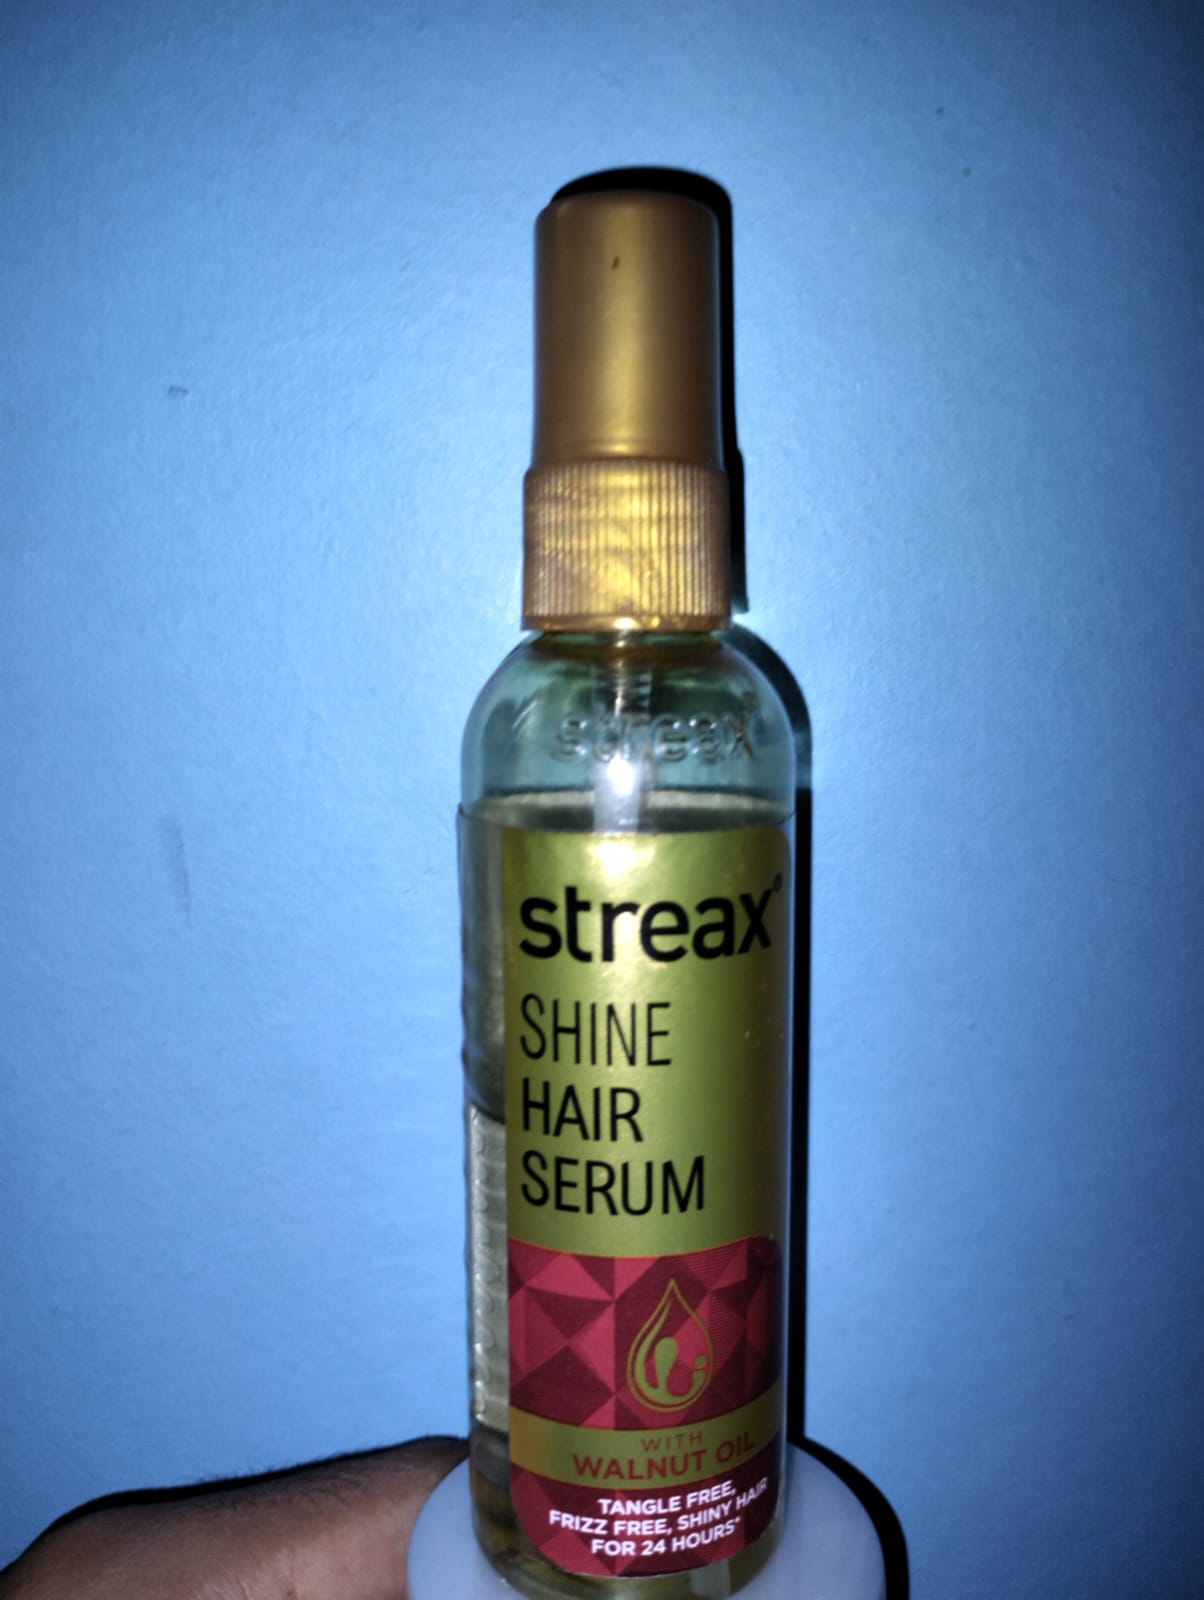 streax
streax®
SHINE
HAIR
SERUM
WITH
WALNUT OIL
TANGLE FREE,
FRIZZ FREE, SHINY HAIR
FOR 24 HOURS*